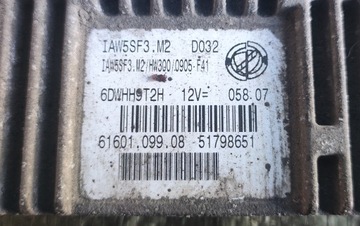 IAW5SF3.M2 D032
IAW5SF3.M2/HW300/0905-F41
6DWHH9T2H 12V= 058.07
61601.099.08 51798651